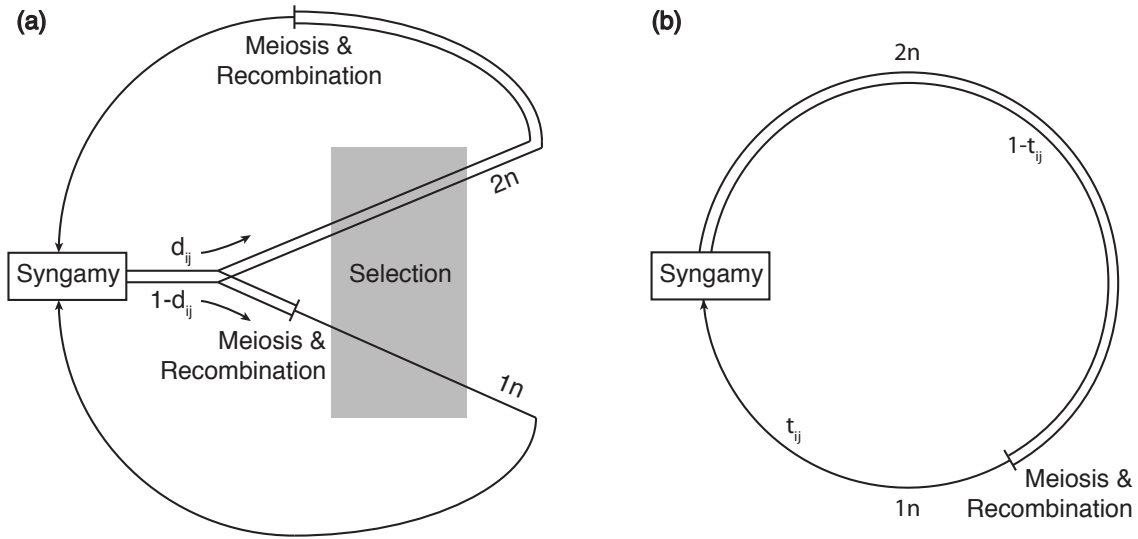 (a)
Meiosis &
Recombination
2n
d_ij
Syngamy
Selection
1-d_ij
Meiosis &
Recombination
1n
(b)
2n
1-t_ij
Syngamy
t_ij
1n
Meiosis &
Recombination